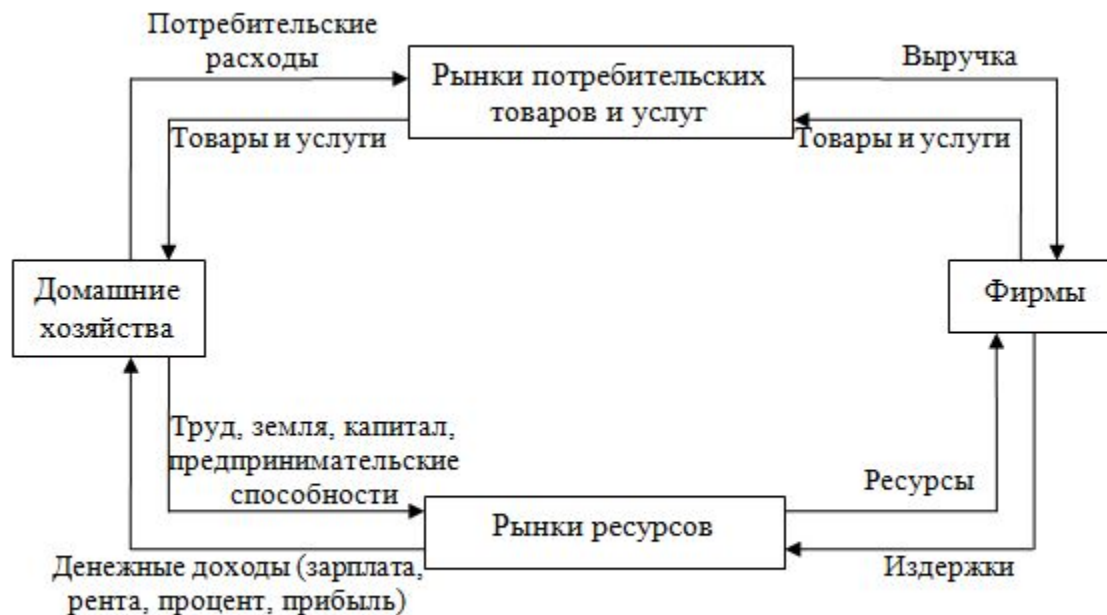 Потребительские
расходы
Рынки потребительских
товаров и услуг
Выручка
Товары и услуги
Товары и услуги
Домашние
хозяйства
Фирмы
Труд, земля, капитал,
предпринимательские
способности
Рынки ресурсов
Ресурсы
Денежные доходы (зарплата,
рента, процент, прибыль)
Издержки